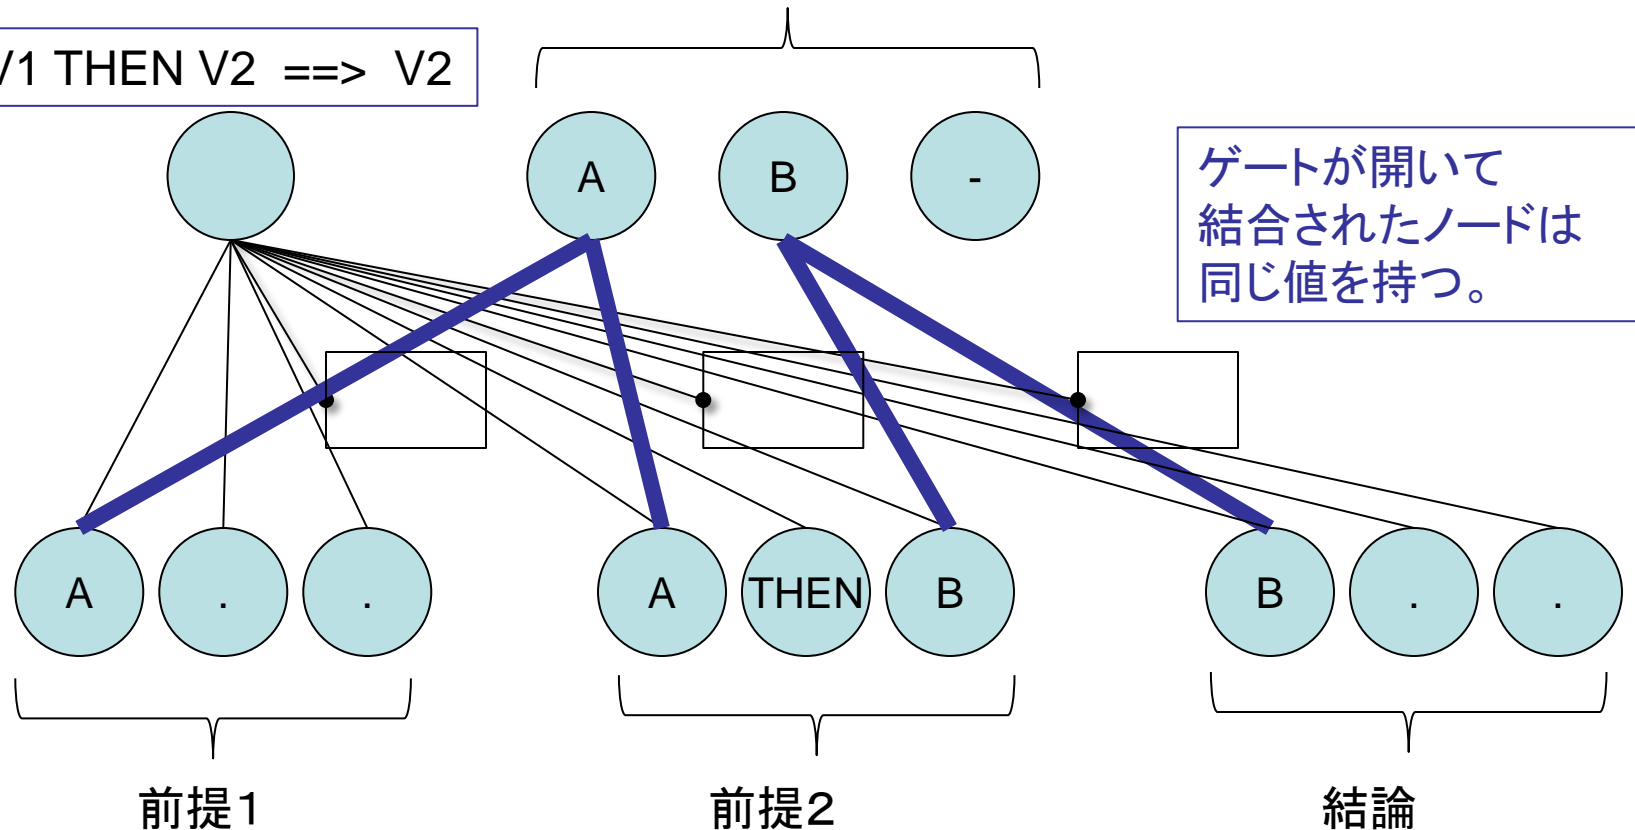 V1 THEN V2 ==> V2
A B -
ゲートが開いて
結合されたノードは
同じ値を持つ。
A . . A THEN B B . .
前提1 前提2 結論